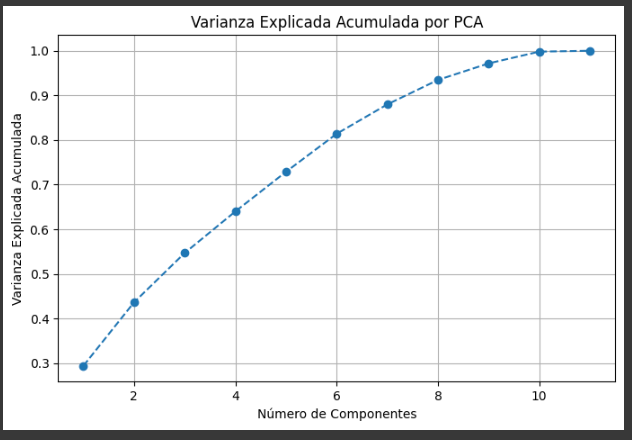 Varianza Explicada Acumulada por PCA
Varianza Explicada Acumulada
1.0
0.9
0.8
0.7
0.6
0.5
0.4
0.3
2 4 6 8 10
Número de Componentes